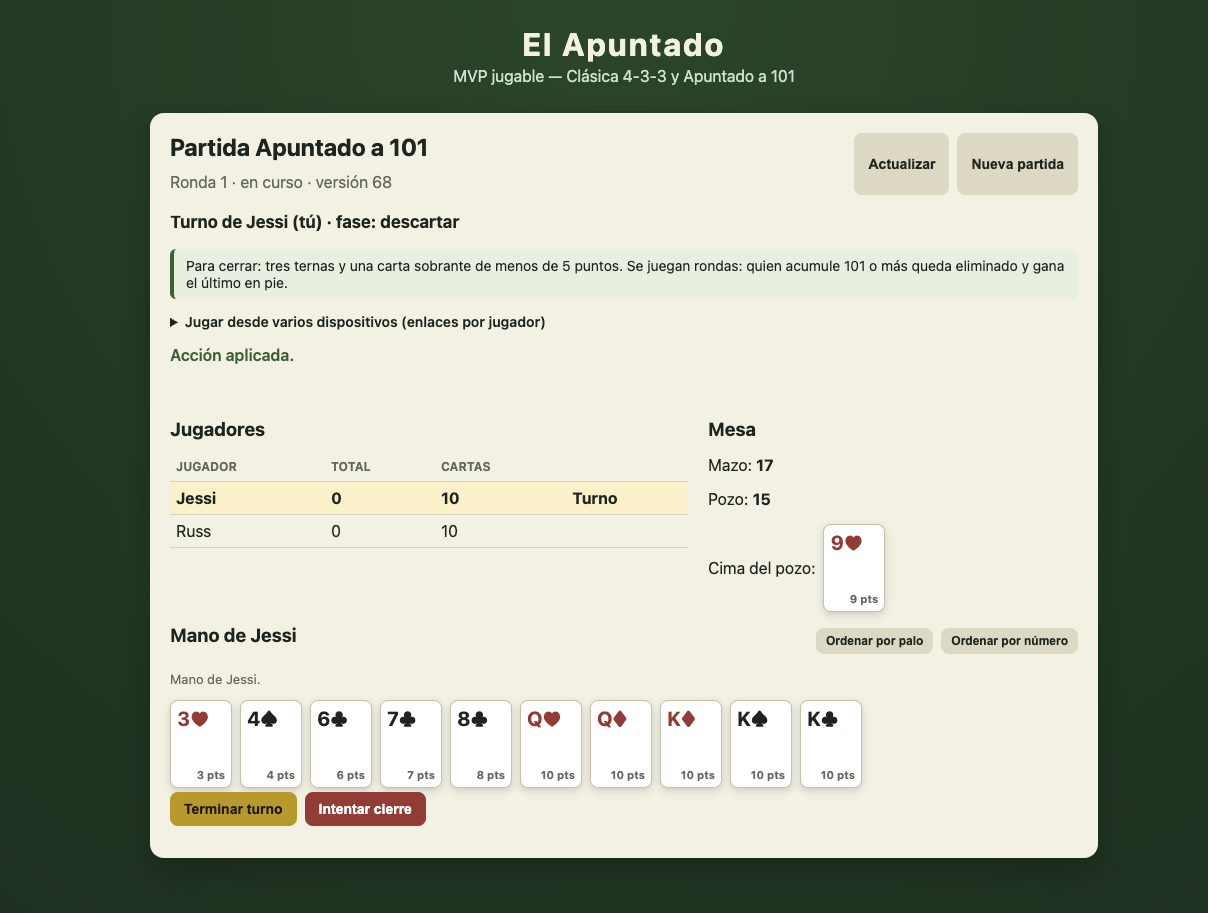 El Apuntado
MVP jugable — Clásica 4-3-3 y Apuntado a 101
Partida Apuntado a 101
Actualizar
Nueva partida
Ronda 1 · en curso · versión 68
Turno de Jessi (tú) · fase: descartar
Para cerrar: tres ternas y una carta sobrante de menos de 5 puntos. Se juegan rondas: quien acumule 101 o más queda eliminado y gana
el último en pie.
▶ Jugar desde varios dispositivos (enlaces por jugador)
Acción aplicada.
Jugadores
JUGADOR TOTAL CARTAS
Jessi 0 10 Turno
Russ 0 10
Mesa
Mazo: 17
Pozo: 15
Cima del pozo:
9♥
9 pts
Mano de Jessi
Ordenar por palo
Ordenar por número
Mano de Jessi.
3♥ 4♠ 6♣ 7♣ 8♣ Q♥ Q♦ K♦ K♠ K♣
3 pts 4 pts 6 pts 7 pts 8 pts 10 pts 10 pts 10 pts 10 pts 10 pts
Terminar turno
Intentar cierre